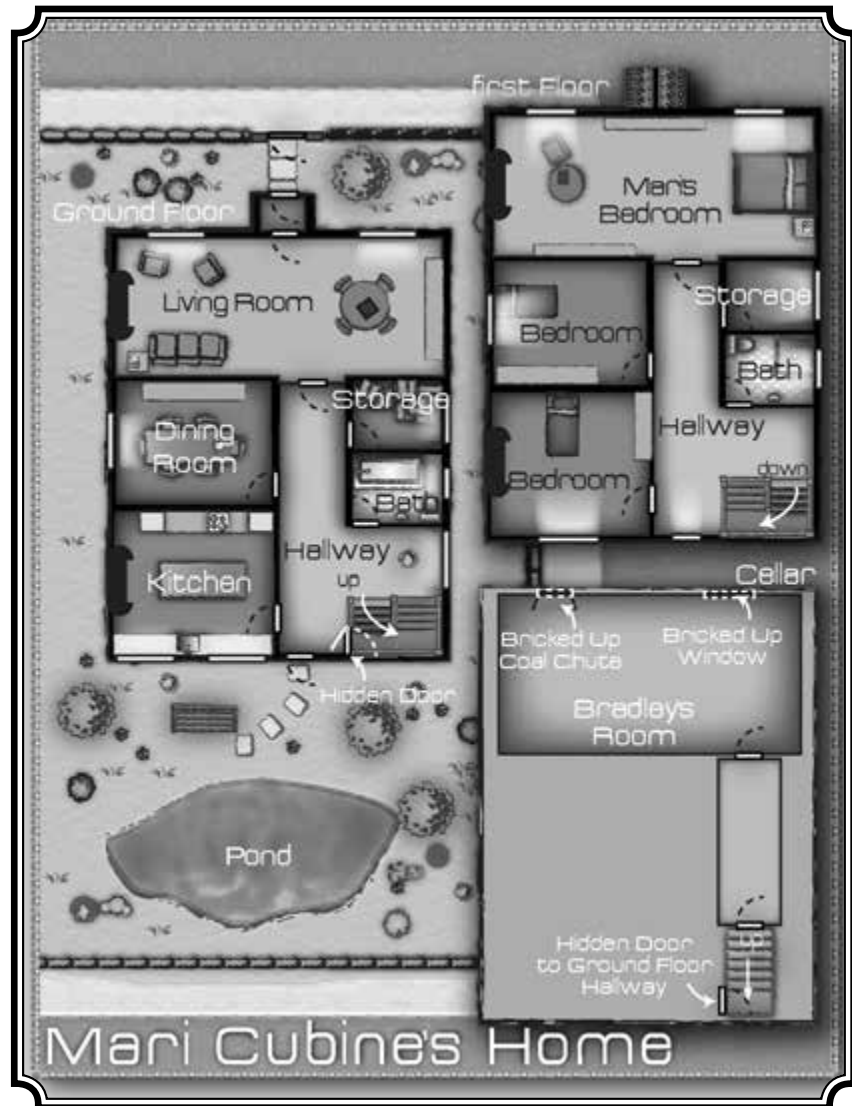 first Floor
Mari's
Bedroom
Storage
Bedroom
Bath
Hallway
down
Bedroom
Ground Floor
Living Room
Storage
Dining
Room
Bath
Hallway
up
Kitchen
Hidden Door
Pond
Cellar
Bricked Up
Coal Chute
Bricked Up
Window
Bradley's
Room
up
Hidden Door
to Ground Floor
Hallway
Mari Cubine's Home